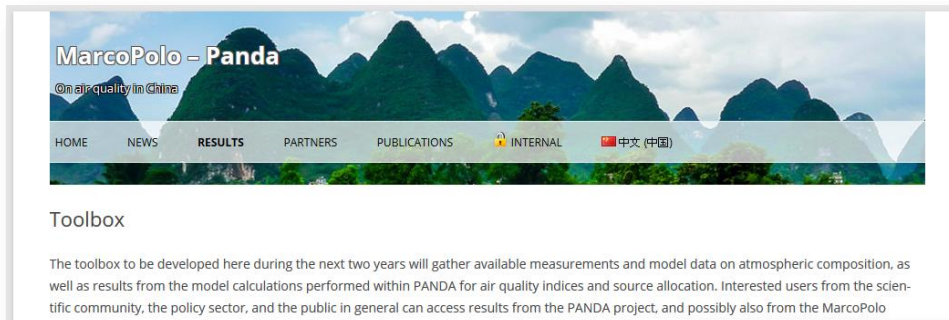 MarcoPolo – Panda
On air quality in China
HOME NEWS RESULTS PARTNERS PUBLICATIONS INTERNAL 中文 (中国)
Toolbox
The toolbox to be developed here during the next two years will gather available measurements and model data on atmospheric composition, as
well as results from the model calculations performed within PANDA for air quality indices and source allocation. Interested users from the scien-
tific community, the policy sector, and the public in general can access results from the PANDA project, and possibly also from the MarcoPolo